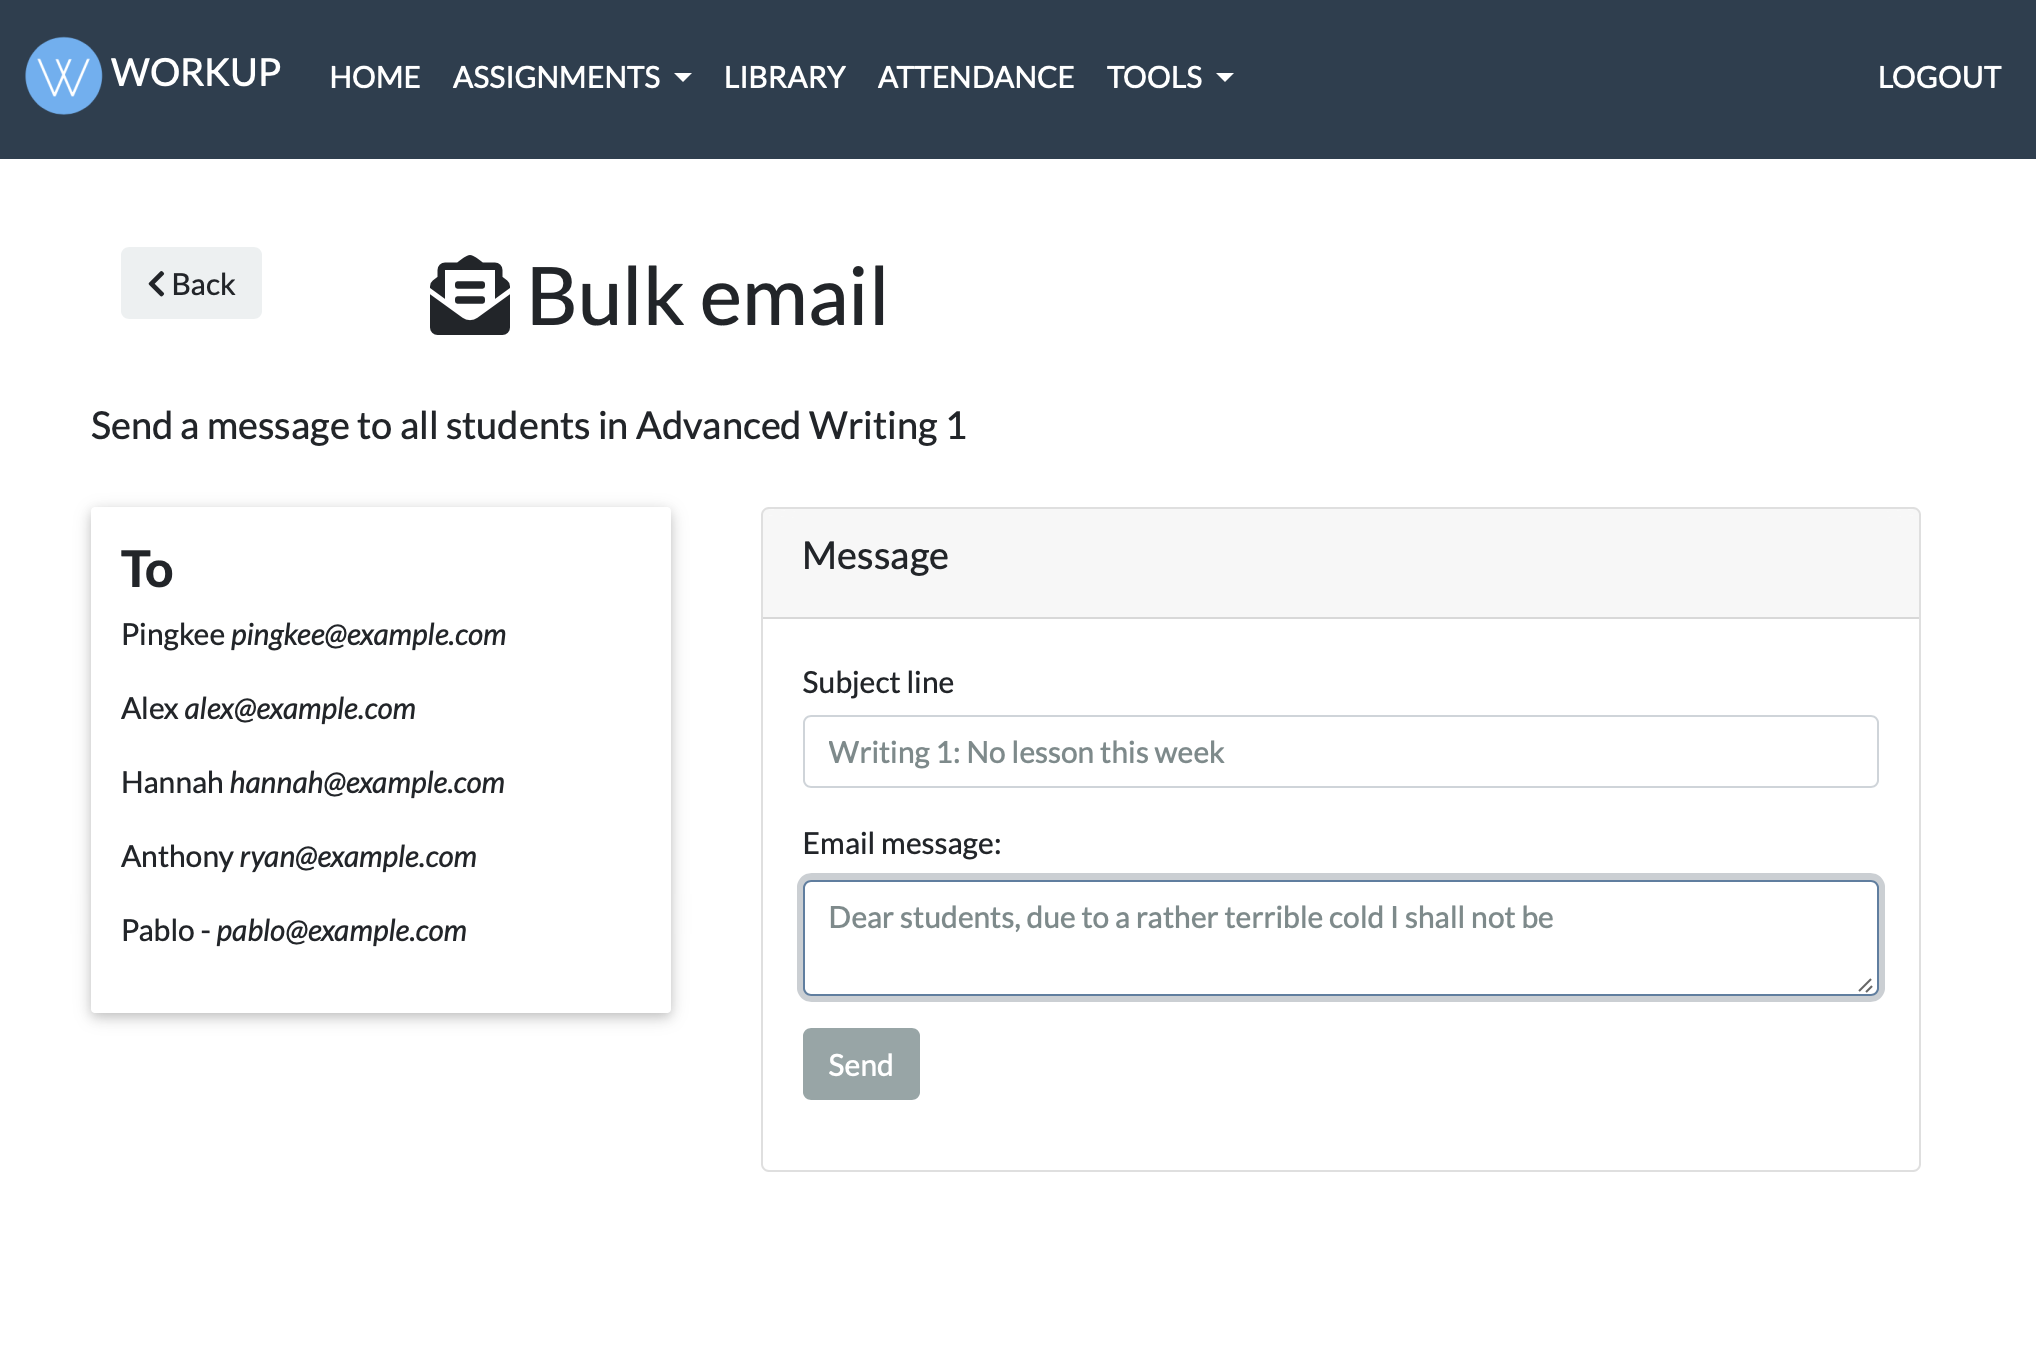 W WORKUP HOME ASSIGNMENTS LIBRARY ATTENDANCE TOOLS LOGOUT
Back
Bulk email
Send a message to all students in Advanced Writing 1
To
Pingkee pingkee@example.com
Alex alex@example.com
Hannah hannah@example.com
Anthony ryan@example.com
Pablo - pablo@example.com
Message
Subject line
Writing 1: No lesson this week
Email message:
Dear students, due to a rather terrible cold I shall not be
Send